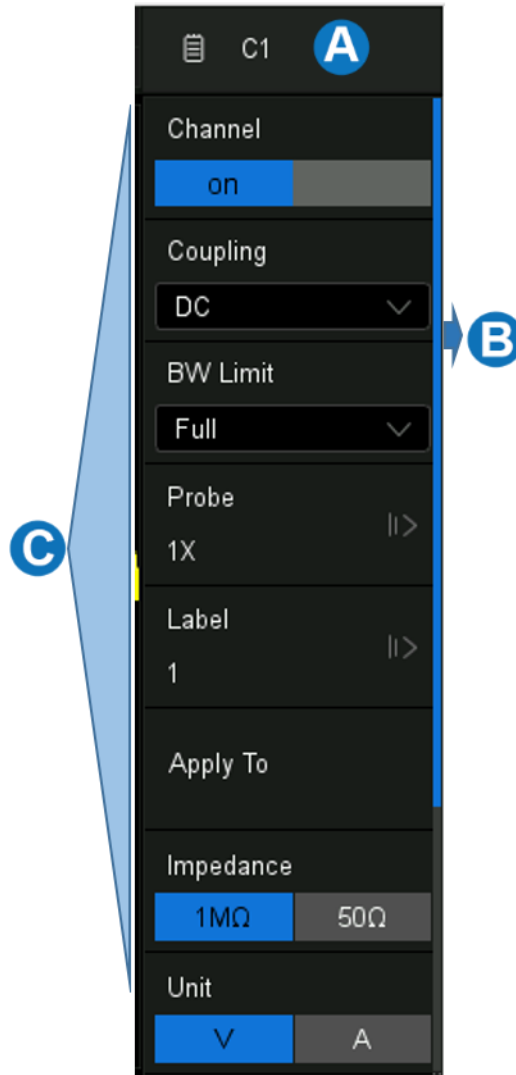 C1 A
Channel
on
Coupling
DC
B
BW Limit
Full
Probe
1X
C
Label
1
Apply To
Impedance
1MΩ 50Ω
Unit
V A